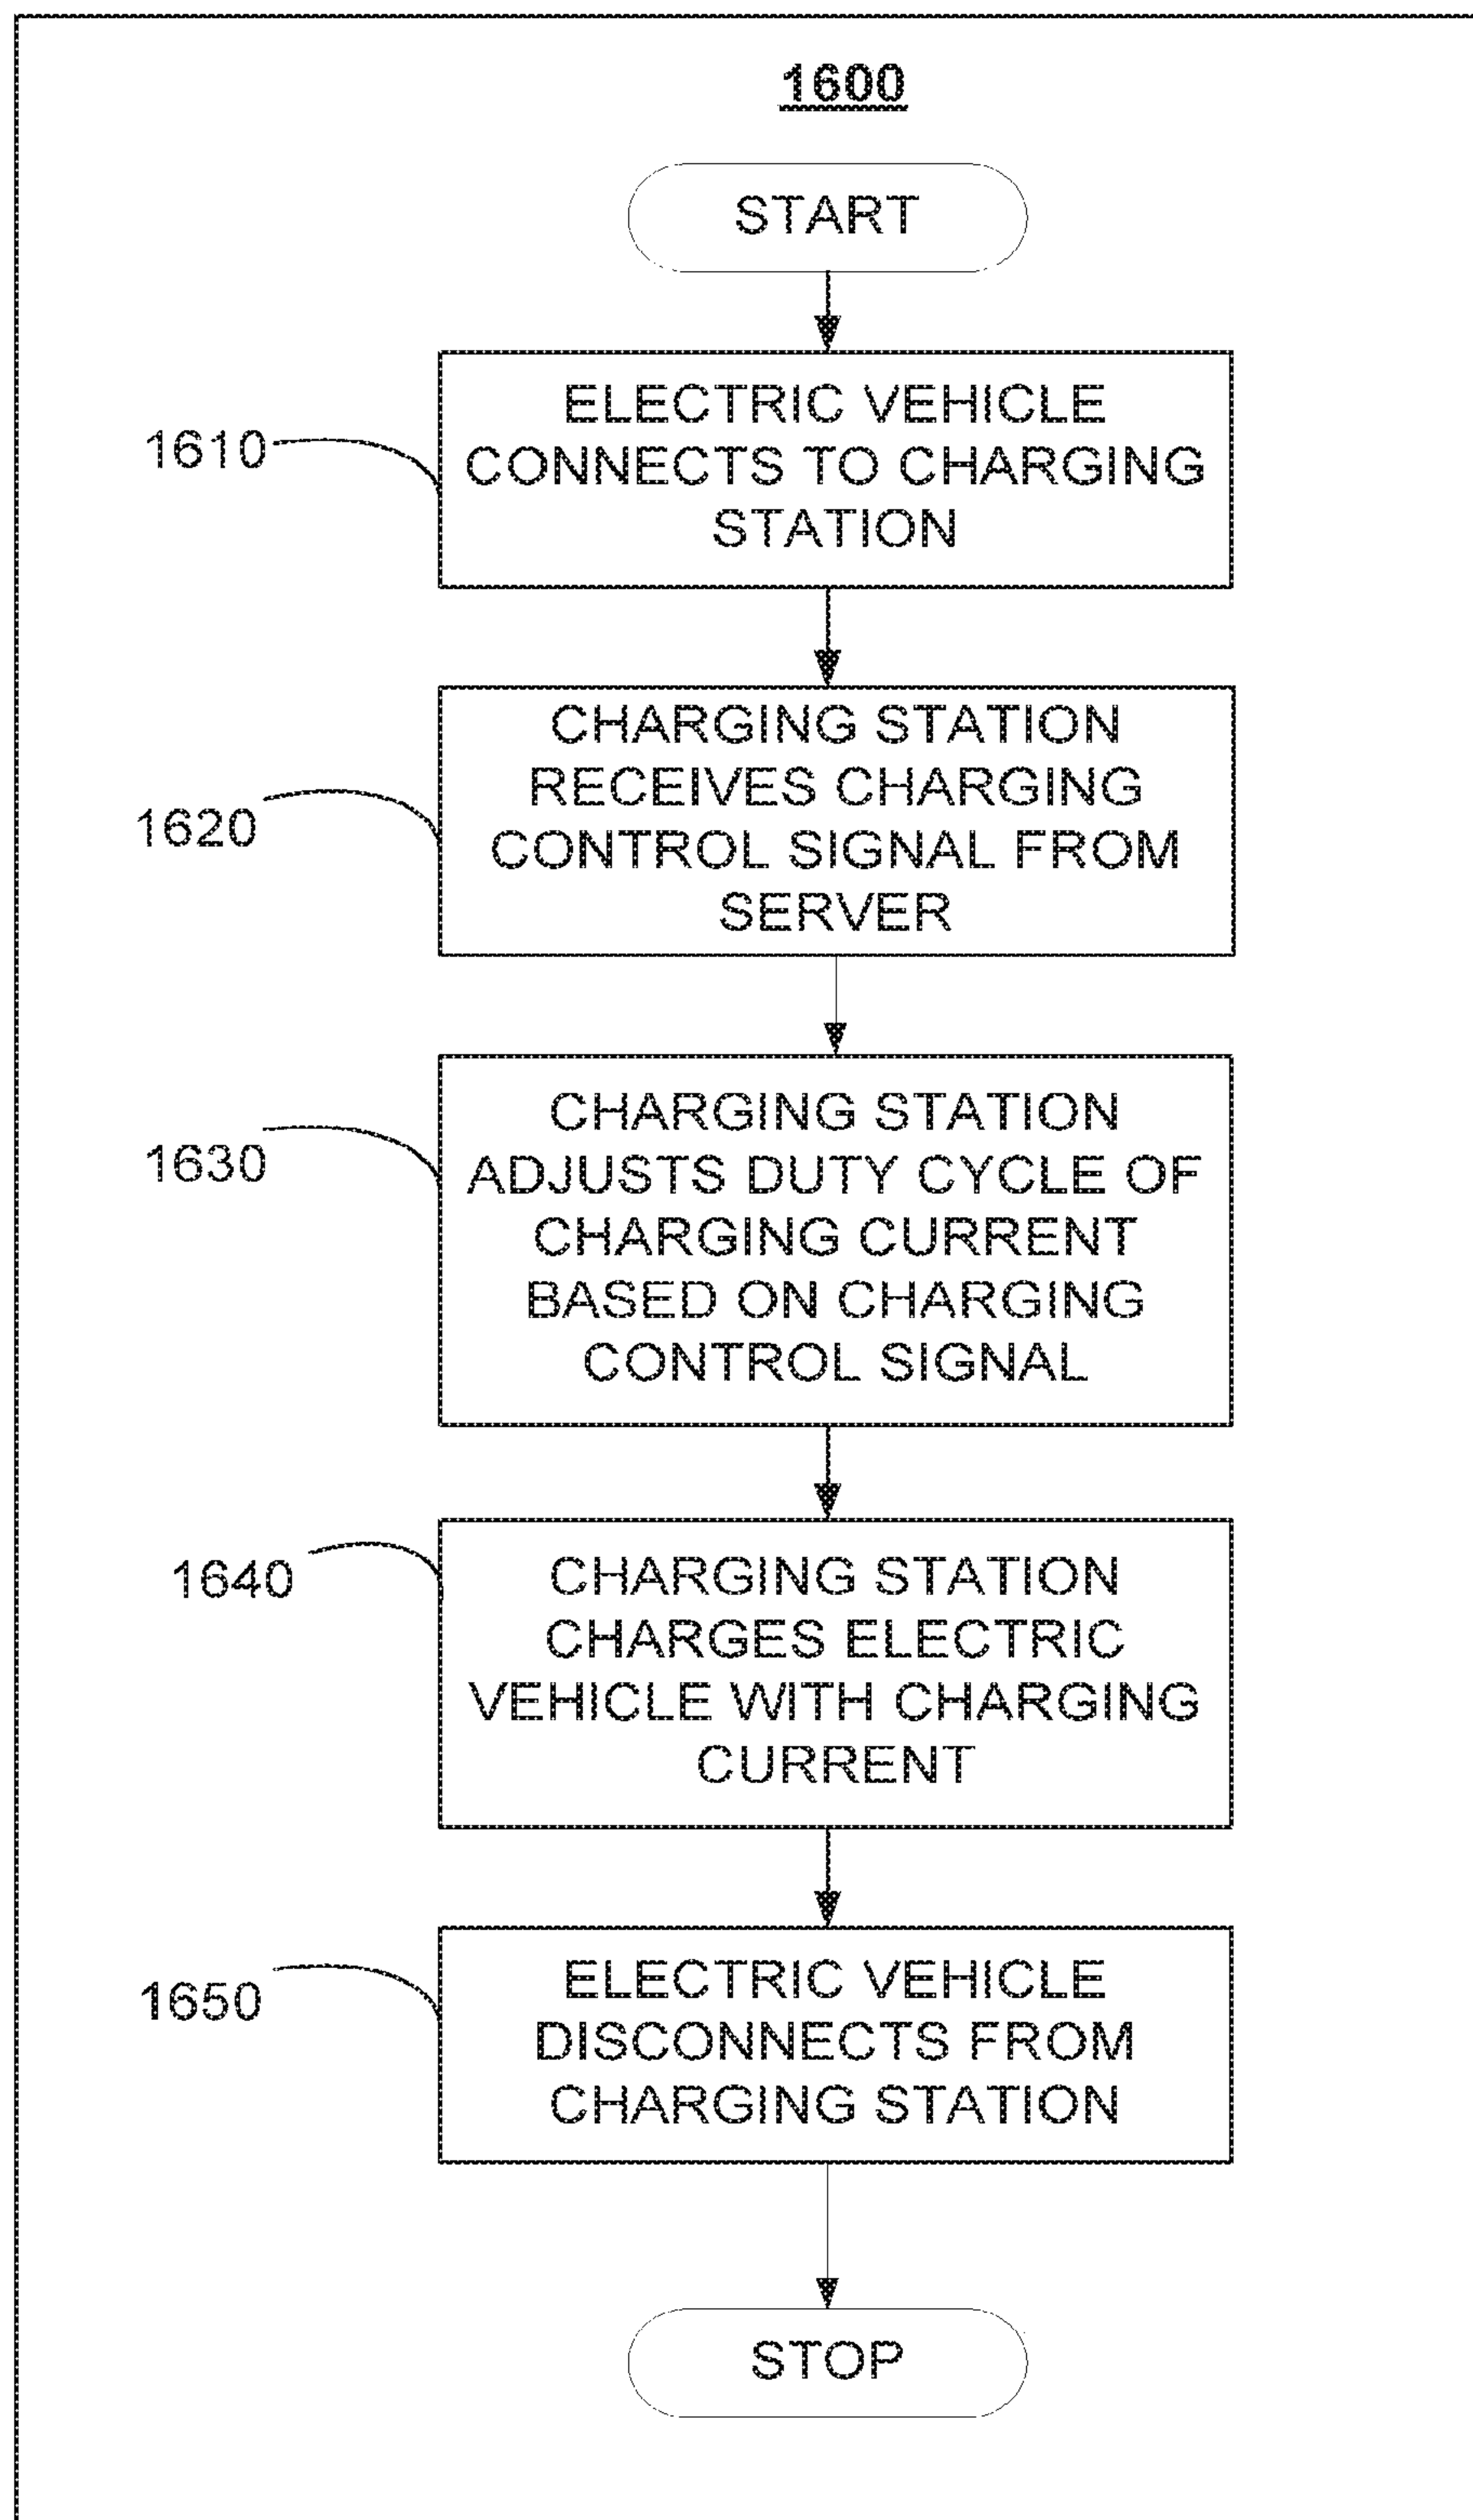 1600
START
1610
ELECTRIC VEHICLE
CONNECTS TO CHARGING
STATION
1620
CHARGING STATION
RECEIVES CHARGING
CONTROL SIGNAL FROM
SERVER
1630
CHARGING STATION
ADJUSTS DUTY CYCLE OF
CHARGING CURRENT
BASED ON CHARGING
CONTROL SIGNAL
1640
CHARGING STATION
CHARGES ELECTRIC
VEHICLE WITH CHARGING
CURRENT
1650
ELECTRIC VEHICLE
DISCONNECTS FROM
CHARGING STATION
STOP